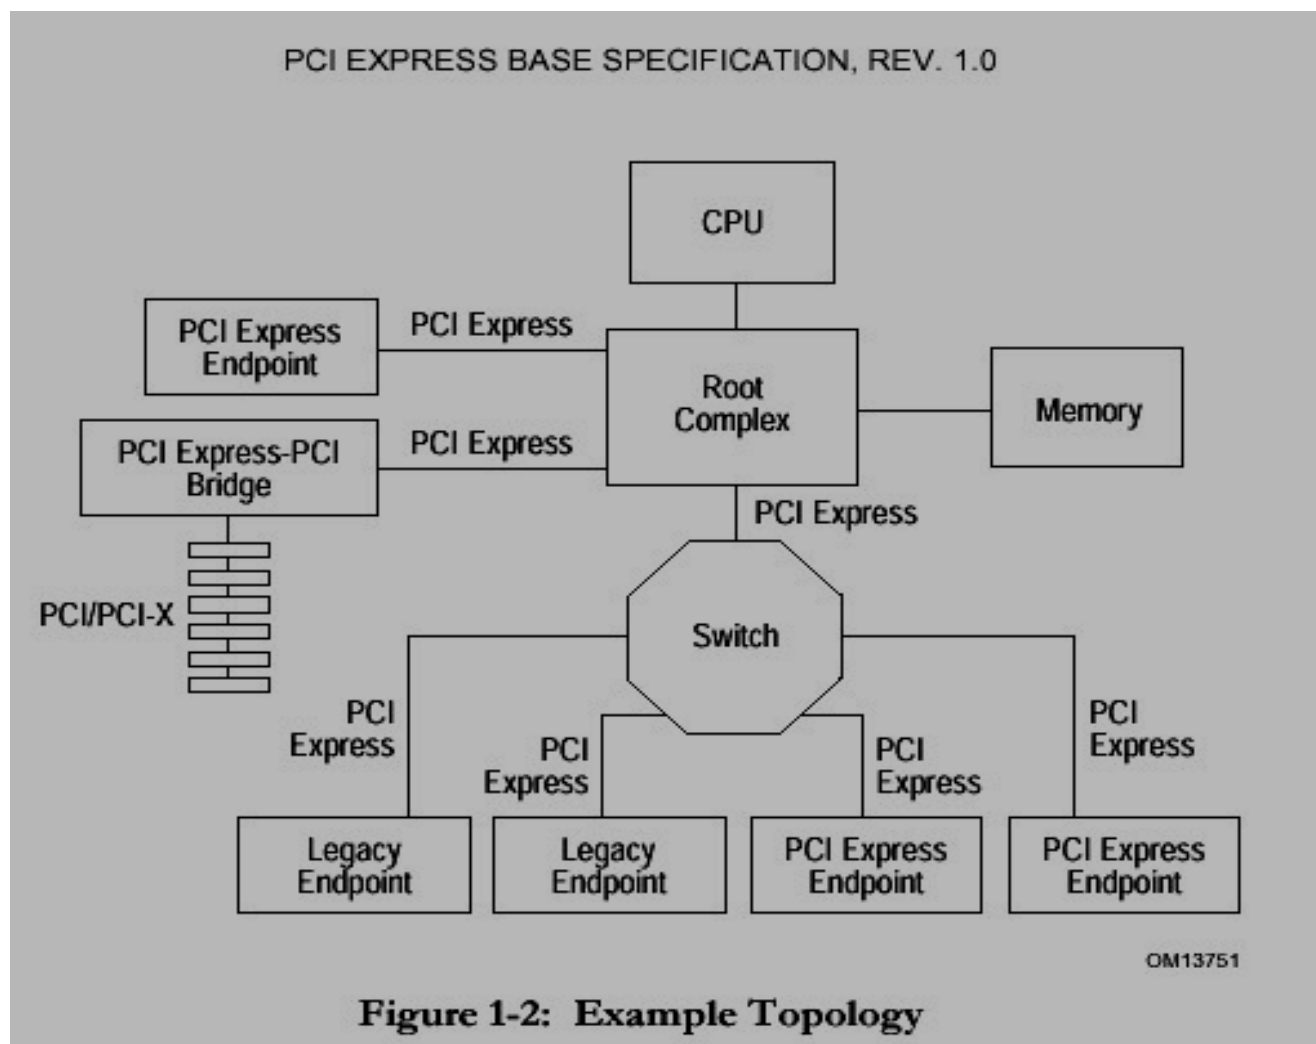 PCI EXPRESS BASE SPECIFICATION, REV. 1.0
CPU
PCI Express
Endpoint
PCI Express
Root
Complex
Memory
PCI Express-PCI
Bridge
PCI Express
PCI Express
PCI/PCI-X
Switch
PCI
Express
PCI
Express
PCI
Express
PCI
Express
Legacy
Endpoint
Legacy
Endpoint
PCI Express
Endpoint
PCI Express
Endpoint
OM13751
Figure 1-2: Example Topology